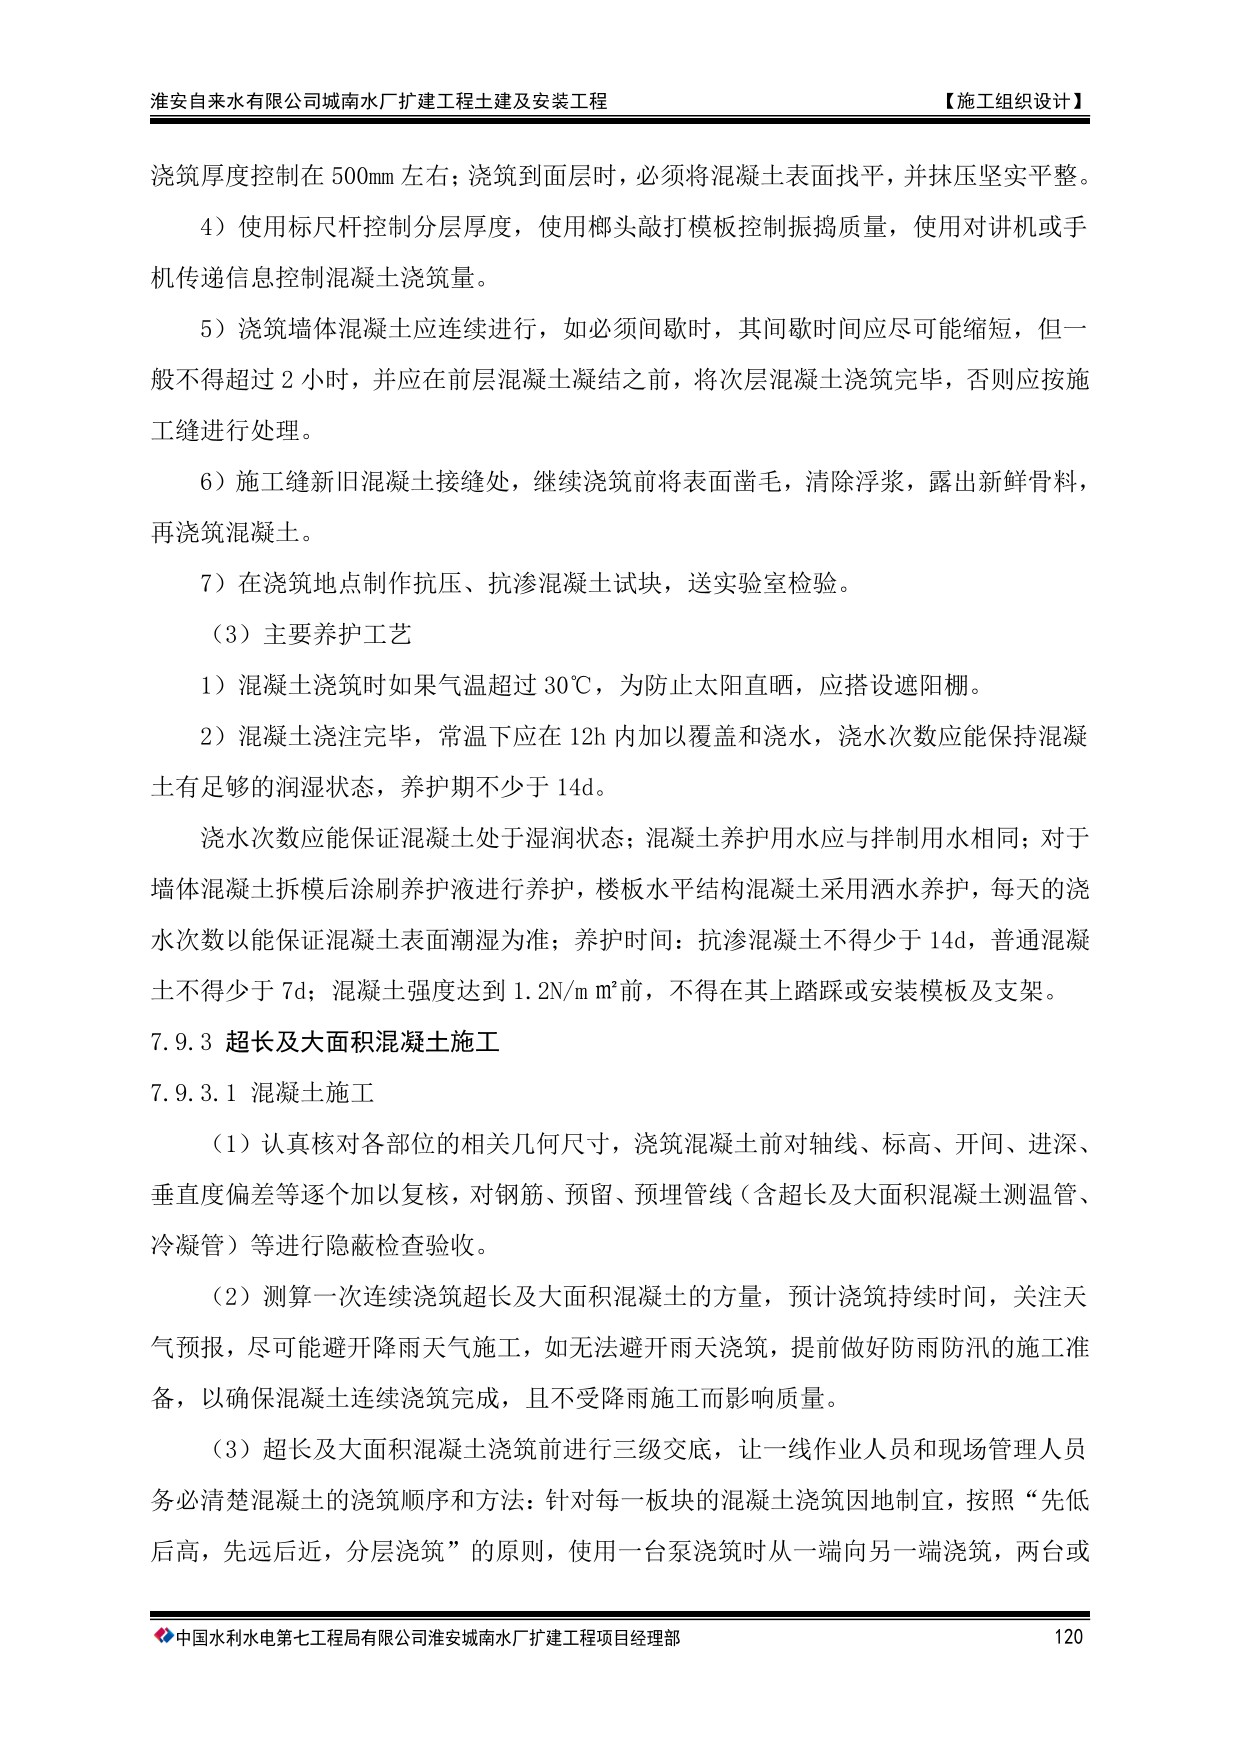 淮安自来水有限公司城南水厂扩建工程土建及安装工程 【施工组织设计】
浇筑厚度控制在 500mm 左右；浇筑到面层时，必须将混凝土表面找平，并抹压坚实平整。
4）使用标尺杆控制分层厚度，使用榔头敲打模板控制振捣质量，使用对讲机或手
机传递信息控制混凝土浇筑量。
5）浇筑墙体混凝土应连续进行，如必须间歇时，其间歇时间应尽可能缩短，但一
般不得超过 2 小时，并应在前层混凝土凝结之前，将次层混凝土浇筑完毕，否则应按施
工缝进行处理。
6）施工缝新旧混凝土接缝处，继续浇筑前将表面凿毛，清除浮浆，露出新鲜骨料，
再浇筑混凝土。
7）在浇筑地点制作抗压、抗渗混凝土试块，送实验室检验。
（3）主要养护工艺
1）混凝土浇筑时如果气温超过 30℃，为防止太阳直晒，应搭设遮阳棚。
2）混凝土浇注完毕，常温下应在 12h 内加以覆盖和浇水，浇水次数应能保持混凝
土有足够的润湿状态，养护期不少于 14d。
浇水次数应能保证混凝土处于湿润状态；混凝土养护用水应与拌制用水相同；对于
墙体混凝土拆模后涂刷养护液进行养护，楼板水平结构混凝土采用洒水养护，每天的浇
水次数以能保证混凝土表面潮湿为准；养护时间：抗渗混凝土不得少于 14d，普通混凝
土不得少于 7d；混凝土强度达到 1.2N/m ㎡前，不得在其上踏踩或安装模板及支架。
7.9.3 超长及大面积混凝土施工
7.9.3.1 混凝土施工
（1）认真核对各部位的相关几何尺寸，浇筑混凝土前对轴线、标高、开间、进深、
垂直度偏差等逐个加以复核，对钢筋、预留、预埋管线（含超长及大面积混凝土测温管、
冷凝管）等进行隐蔽检查验收。
（2）测算一次连续浇筑超长及大面积混凝土的方量，预计浇筑持续时间，关注天
气预报，尽可能避开降雨天气施工，如无法避开雨天浇筑，提前做好防雨防汛的施工准
备，以确保混凝土连续浇筑完成，且不受降雨施工而影响质量。
（3）超长及大面积混凝土浇筑前进行三级交底，让一线作业人员和现场管理人员
务必清楚混凝土的浇筑顺序和方法：针对每一板块的混凝土浇筑因地制宜，按照“先低
后高，先远后近，分层浇筑”的原则，使用一台泵浇筑时从一端向另一端浇筑，两台或
中国水利水电第七工程局有限公司淮安城南水厂扩建工程项目经理部 120